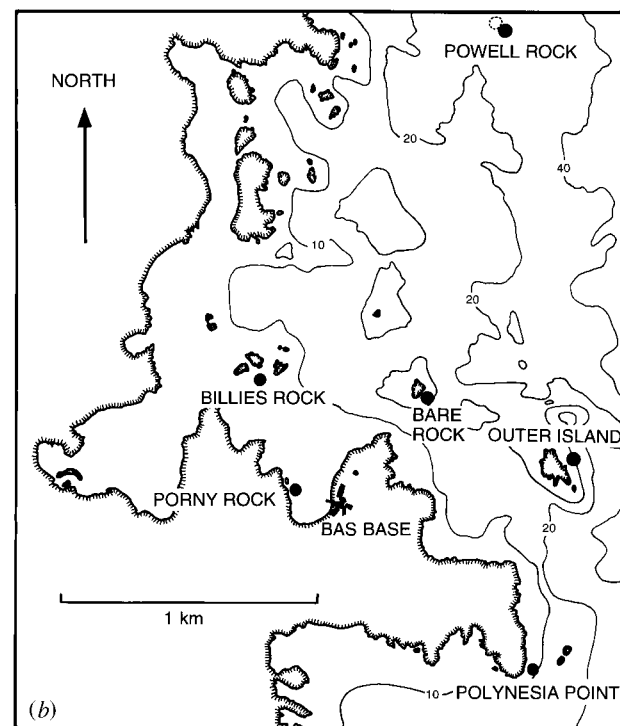 POWELL ROCK
NORTH
20
40
10
20
BILLIES ROCK
BARE
ROCK
OUTER ISLAND
PORNY ROCK
BAS BASE
20
1 km
10
POLYNESIA POINT
(b)